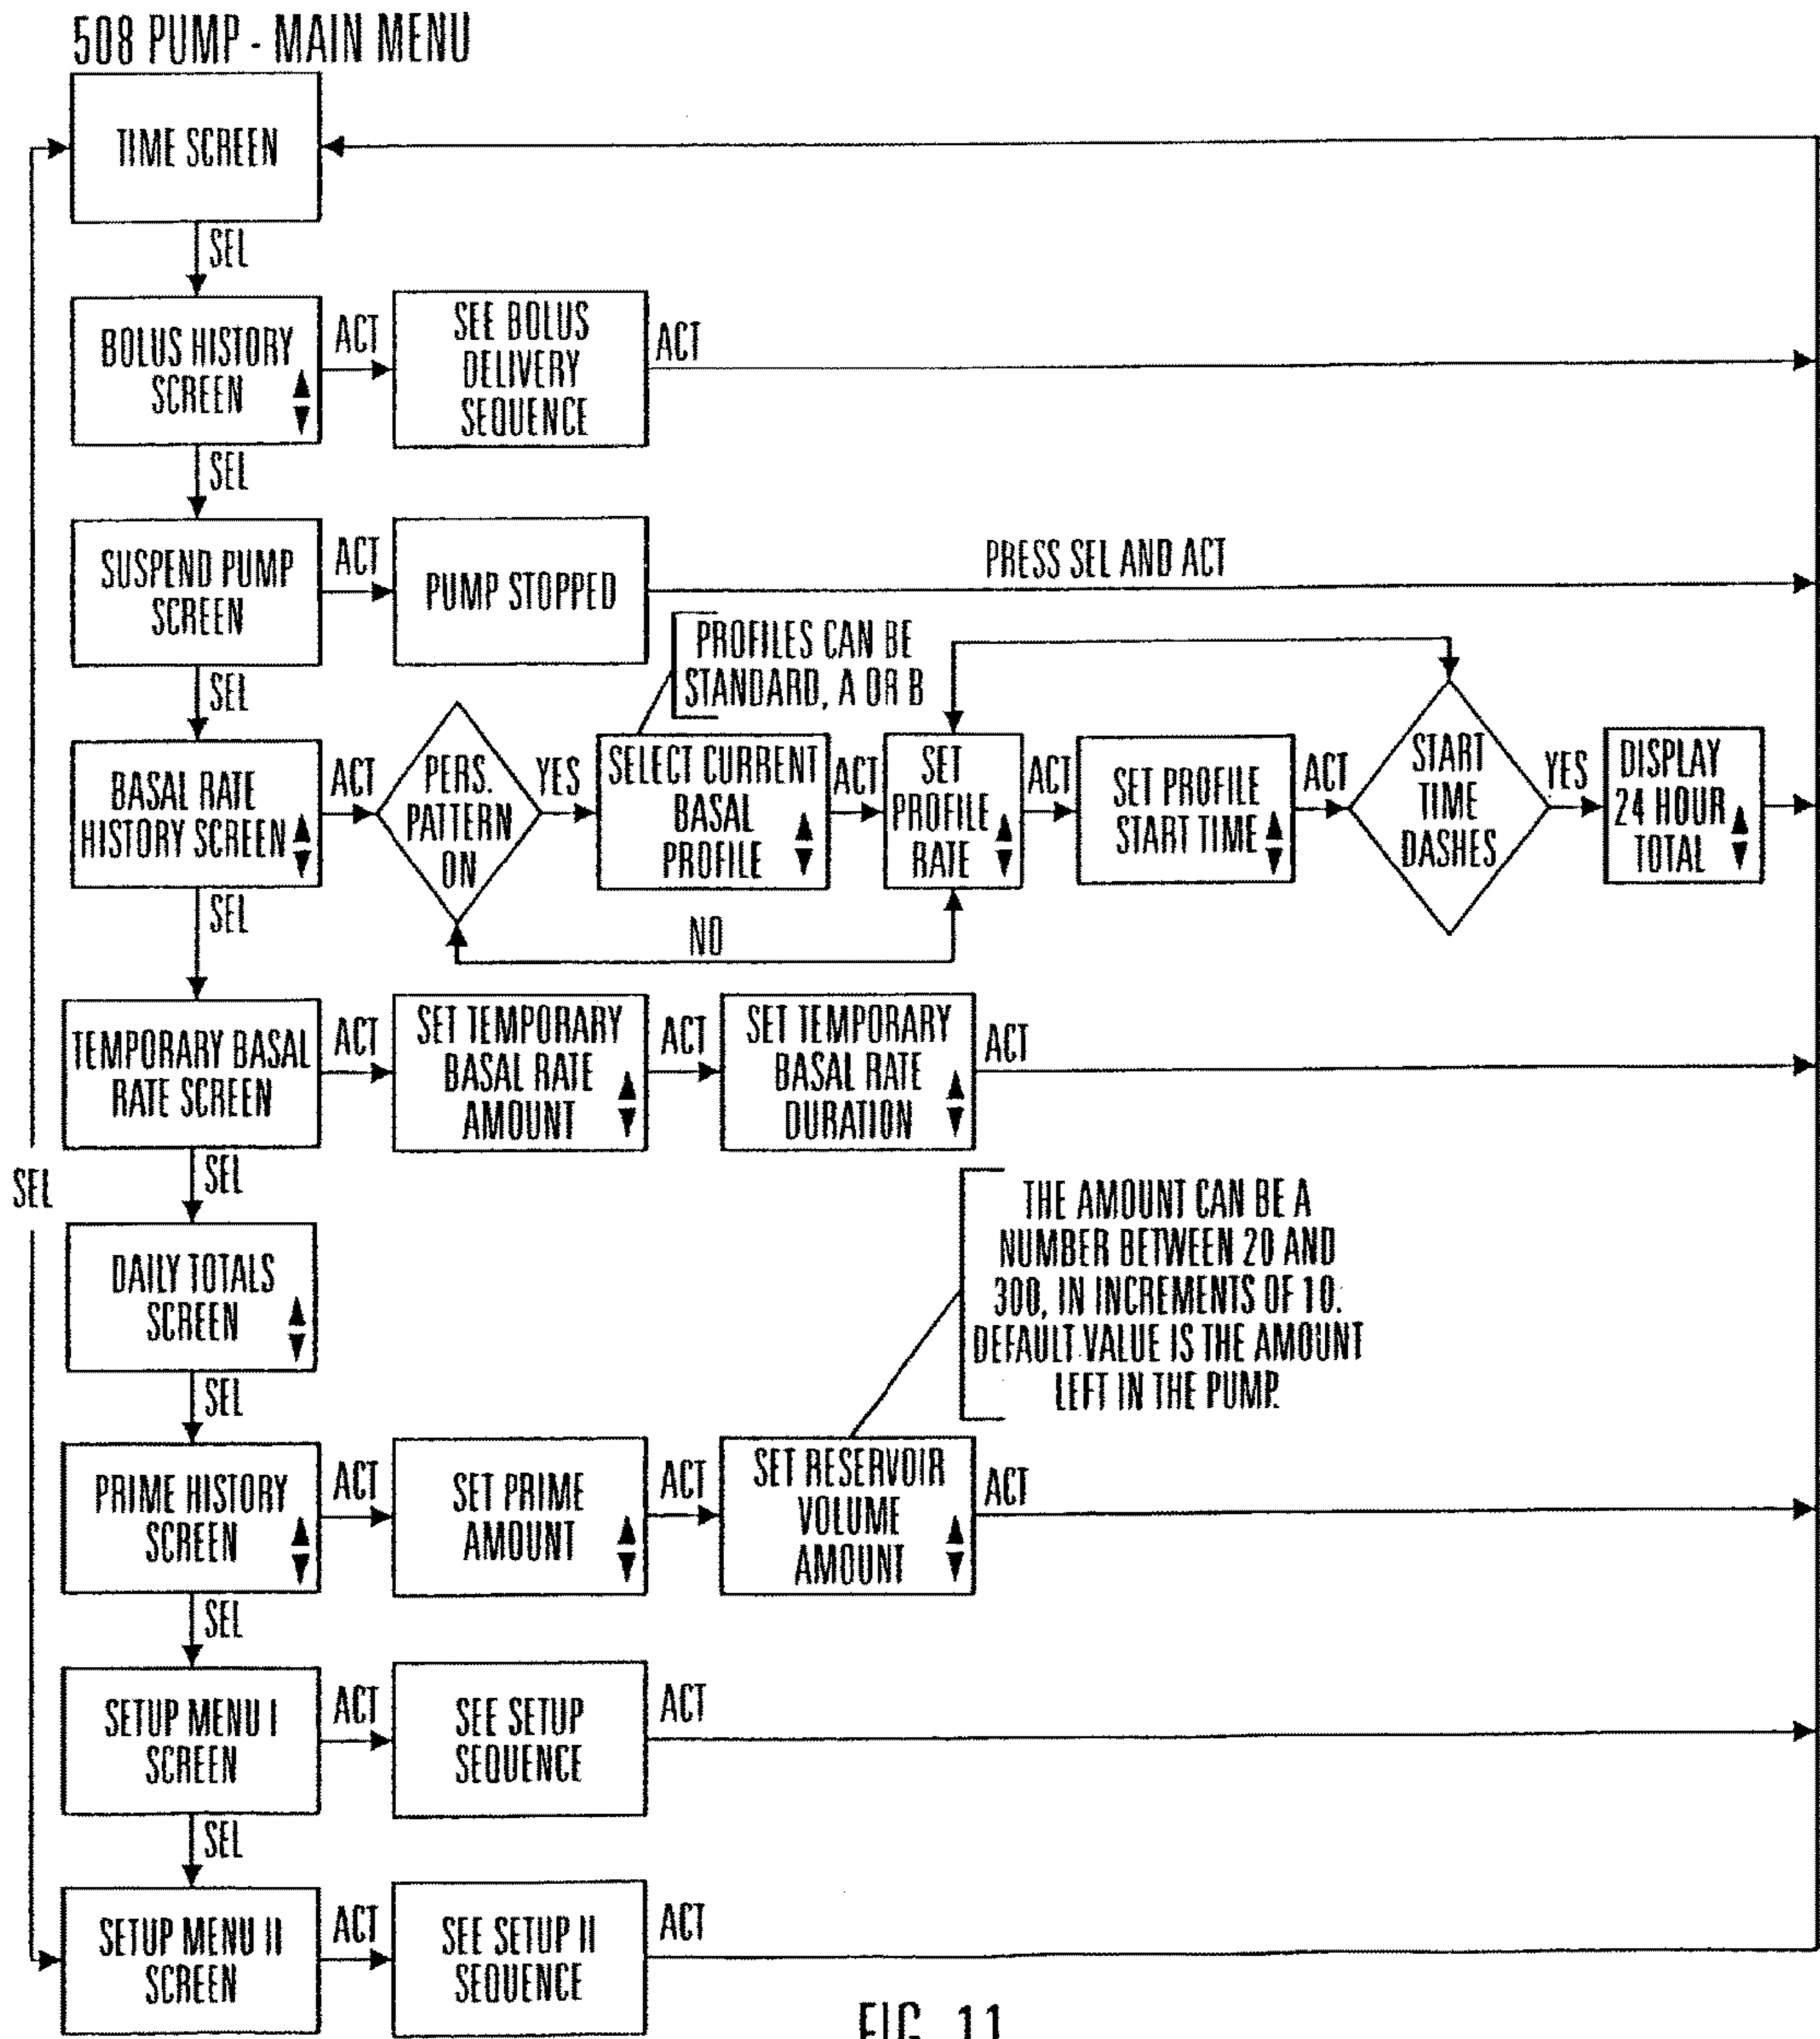 508 PUMP - MAIN MENU
TIME SCREEN
SEL
BOLUS HISTORY
SCREEN
ACT
SEE BOLUS
DELIVERY
SEQUENCE
ACT
SEL
SUSPEND PUMP
SCREEN
ACT
PUMP STOPPED
PRESS SEL AND ACT
SEL
PROFILES CAN BE
STANDARD, A OR B
BASAL RATE
HISTORY SCREEN
ACT
PERS.
PATTERN
ON
YES
SELECT CURRENT
BASAL
PROFILE
ACT
SET
PROFILE
RATE
ACT
SET PROFILE
START TIME
ACT
START
TIME
DASHES
YES
DISPLAY
24 HOUR
TOTAL
NO
SEL
TEMPORARY BASAL
RATE SCREEN
ACT
SET TEMPORARY
BASAL RATE
AMOUNT
ACT
SET TEMPORARY
BASAL RATE
DURATION
ACT
SEL
SEL
DAILY TOTALS
SCREEN
THE AMOUNT CAN BE A
NUMBER BETWEEN 20 AND
300, IN INCREMENTS OF 10.
DEFAULT VALUE IS THE AMOUNT
LEFT IN THE PUMP.
SEL
PRIME HISTORY
SCREEN
ACT
SET PRIME
AMOUNT
ACT
SET RESERVOIR
VOLUME
AMOUNT
ACT
SEL
SETUP MENU I
SCREEN
ACT
SEE SETUP
SEQUENCE
ACT
SEL
SETUP MENU II
SCREEN
ACT
SEE SETUP II
SEQUENCE
ACT
FIG. 11